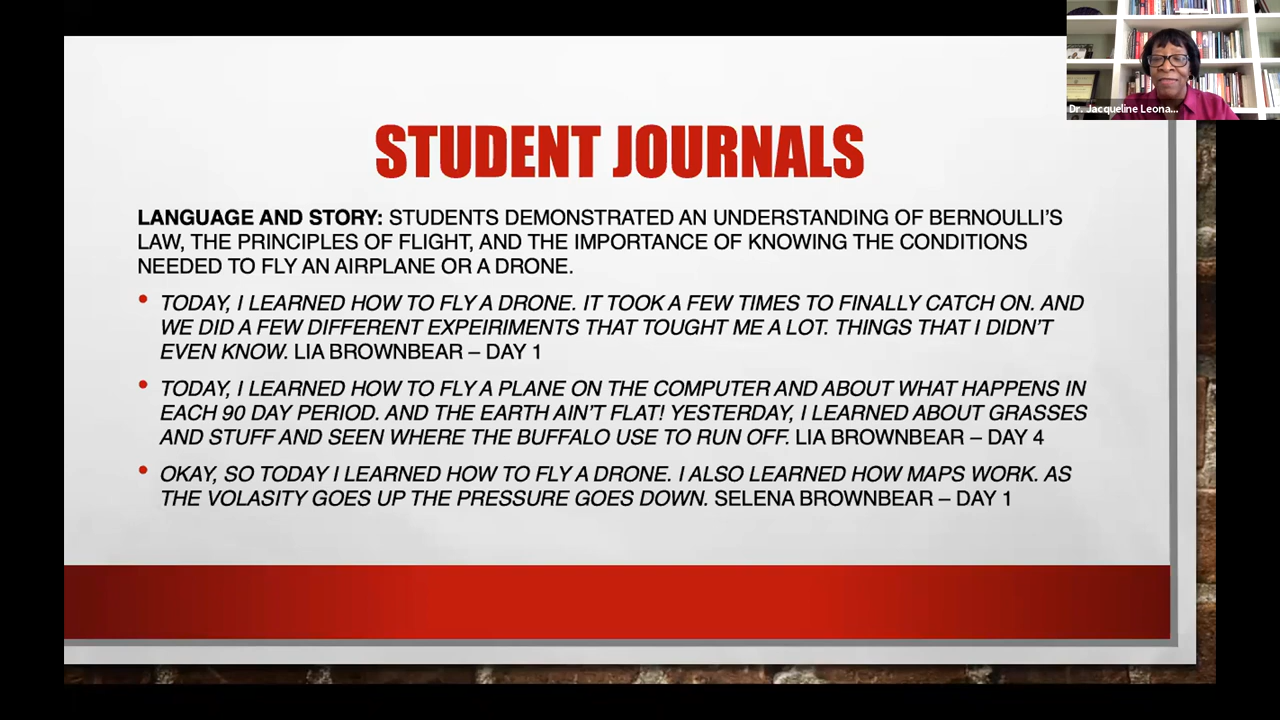 Dr. Jacqueline Leona...
STUDENT JOURNALS
LANGUAGE AND STORY: STUDENTS DEMONSTRATED AN UNDERSTANDING OF BERNOULLI'S
LAW, THE PRINCIPLES OF FLIGHT, AND THE IMPORTANCE OF KNOWING THE CONDITIONS
NEEDED TO FLY AN AIRPLANE OR A DRONE.
• TODAY, I LEARNED HOW TO FLY A DRONE. IT TOOK A FEW TIMES TO FINALLY CATCH ON. AND
WE DID A FEW DIFFERENT EXPEIRIMENTS THAT TOUGHT ME A LOT. THINGS THAT I DIDN'T
EVEN KNOW. LIA BROWNBEAR – DAY 1
• TODAY, I LEARNED HOW TO FLY A PLANE ON THE COMPUTER AND ABOUT WHAT HAPPENS IN
EACH 90 DAY PERIOD. AND THE EARTH AIN'T FLAT! YESTERDAY, I LEARNED ABOUT GRASSES
AND STUFF AND SEEN WHERE THE BUFFALO USE TO RUN OFF. LIA BROWNBEAR – DAY 4
• OKAY, SO TODAY I LEARNED HOW TO FLY A DRONE. I ALSO LEARNED HOW MAPS WORK. AS
THE VOLASITY GOES UP THE PRESSURE GOES DOWN. SELENA BROWNBEAR – DAY 1